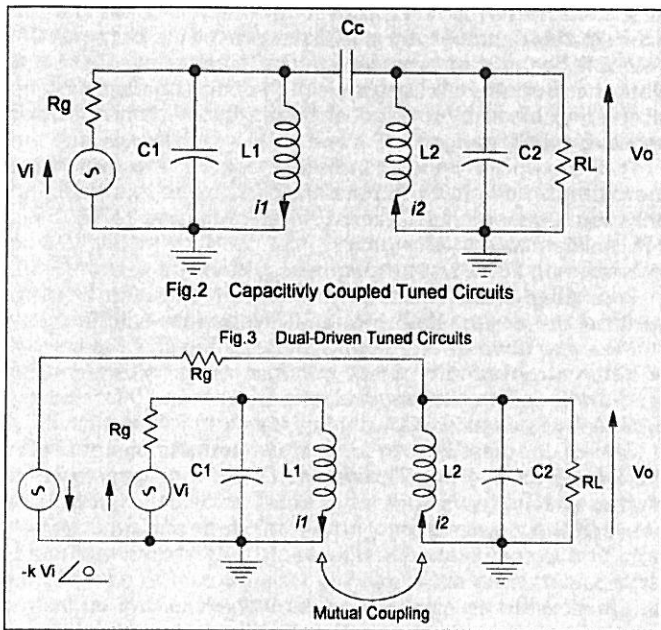 Cc
Rg
Vi
C1
L1
L2
C2
RL
Vo
i1
i2
Fig.2 Capacitivly Coupled Tuned Circuits
Fig.3 Dual-Driven Tuned Circuits
Rg
Rg
Vi
C1
L1
L2
C2
RL
Vo
i1
i2
-k Vi
Mutual Coupling